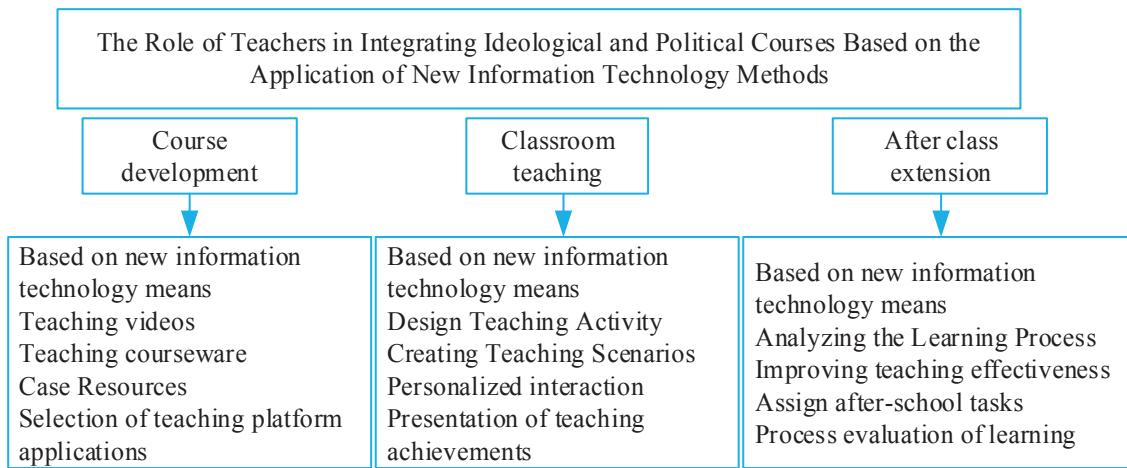 The Role of Teachers in Integrating Ideological and Political Courses Based on the
Application of New Information Technology Methods
Course
development
Classroom
teaching
After class
extension
Based on new information
technology means
Teaching videos
Teaching courseware
Case Resources
Selection of teaching platform
applications
Based on new information
technology means
Design Teaching Activity
Creating Teaching Scenarios
Personalized interaction
Presentation of teaching
achievements
Based on new information
technology means
Analyzing the Learning Process
Improving teaching effectiveness
Assign after-school tasks
Process evaluation of learning